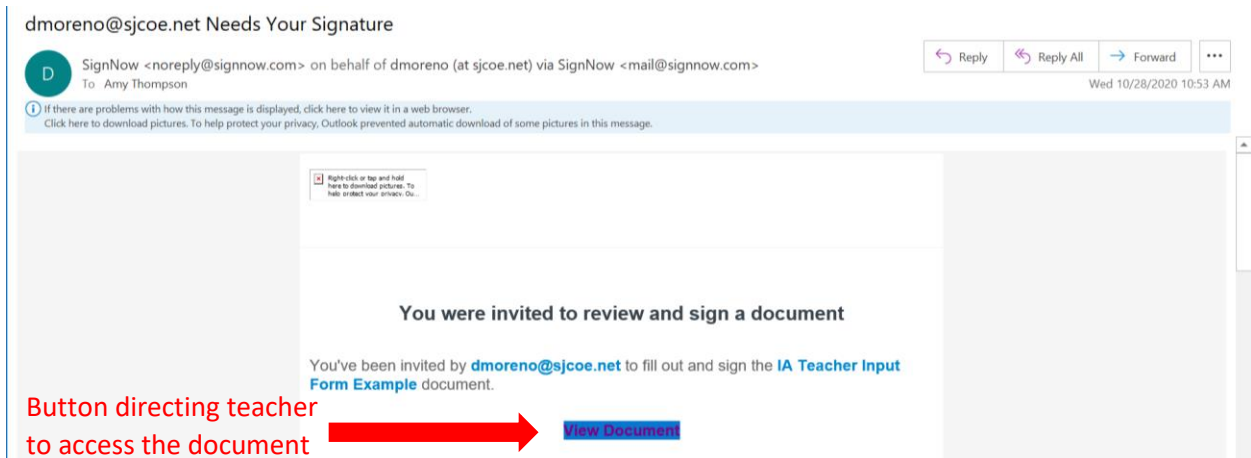 dmoreno@sjcoe.net Needs Your Signature
D
SignNow <noreply@signnow.com> on behalf of dmoreno (at sjcoe.net) via SignNow <mail@signnow.com>
To Amy Thompson
Reply
Reply All
Forward
...
Wed 10/28/2020 10:53 AM
If there are problems with how this message is displayed, click here to view it in a web browser.
Click here to download pictures. To help protect your privacy, Outlook prevented automatic download of some pictures in this message.
Right-click or tap and hold
here to download pictures. To
help protect your privacy, Ou...
You were invited to review and sign a document
You've been invited by dmoreno@sjcoe.net to fill out and sign the IA Teacher Input
Form Example document.
Button directing teacher
to access the document
View Document